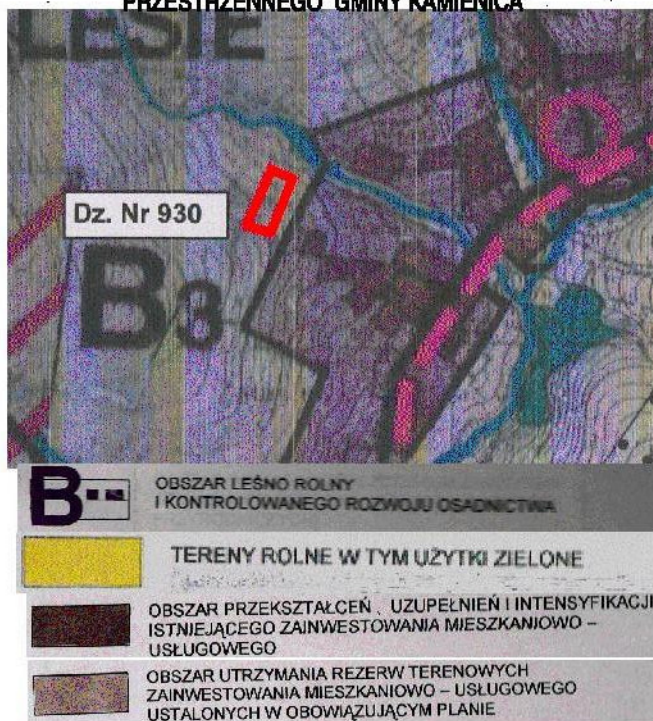 PRZESTRZENNEGO GMINY KAMIENICA
LESIE
Dz. Nr 930
B3
B
OBSZAR LEŚNO ROLNY
I KONTROLOWANEGO ROZWOJU OSADNICTWA
TERENY ROLNE W TYM UŻYTKI ZIELONE
OBSZAR PRZEKSZTAŁCEŃ , UZUPEŁNIEŃ I INTENSYFIKACJI
ISTNIEJĄCEGO ZAINWESTOWANIA MIESZKANIOWO –
USŁUGOWEGO
OBSZAR UTRZYMANIA REZERW TERENOWYCH
ZAINWESTOWANIA MIESZKANIOWO – USŁUGOWEGO
USTALONYCH W OBOWIĄZUJĄCYM PLANIE